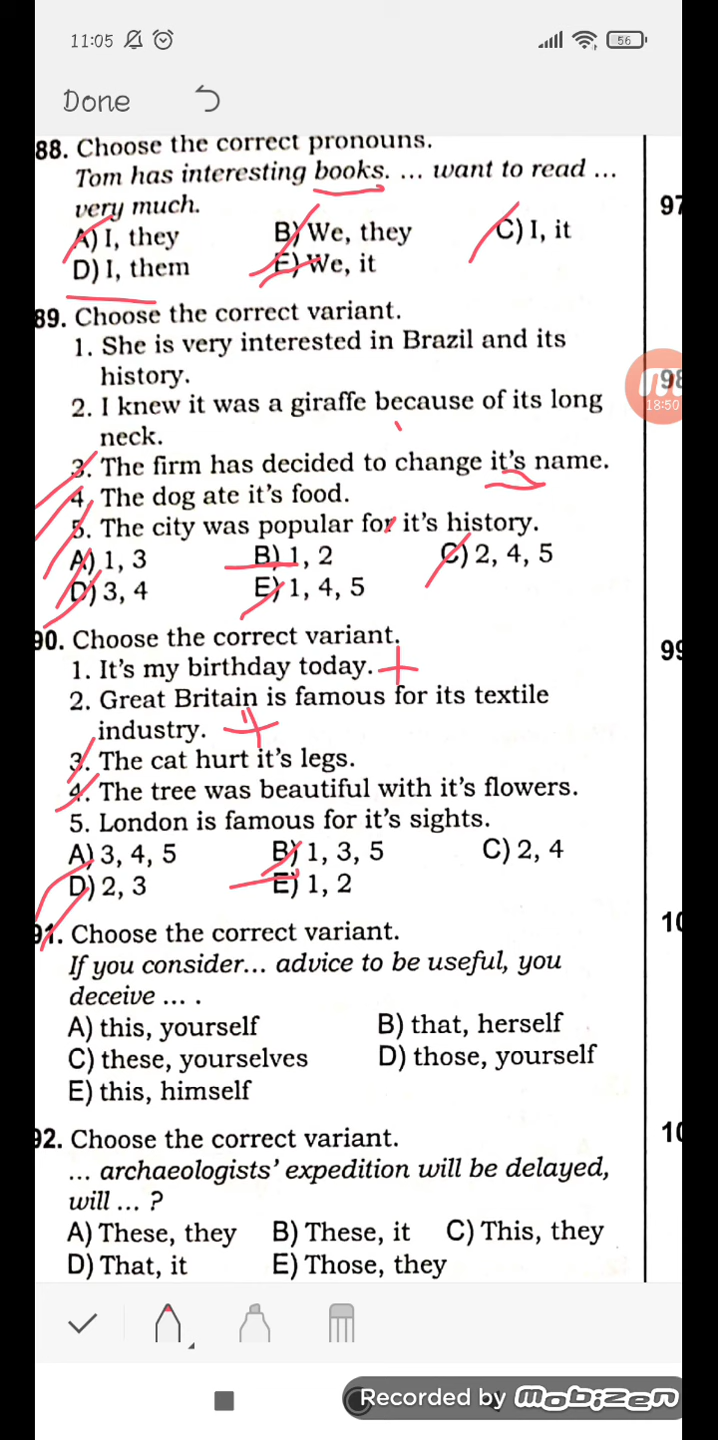 11:05
56
Done
88. Choose the correct pronouns.
Tom has interesting books. ... want to read ...
very much.
A) I, they B) We, they C) I, it
D) I, them E) We, it
97
89. Choose the correct variant.
1. She is very interested in Brazil and its
history.
98
18:50
2. I knew it was a giraffe because of its long
neck.
3. The firm has decided to change it's name.
4. The dog ate it's food.
5. The city was popular for it's history.
A) 1, 3 B) 1, 2 C) 2, 4, 5
D) 3, 4 E) 1, 4, 5
90. Choose the correct variant.
99
1. It's my birthday today.
2. Great Britain is famous for its textile
industry.
3. The cat hurt it's legs.
4. The tree was beautiful with it's flowers.
5. London is famous for it's sights.
A) 3, 4, 5 B) 1, 3, 5 C) 2, 4
D) 2, 3 E) 1, 2
91. Choose the correct variant.
10
If you consider... advice to be useful, you
deceive ... .
A) this, yourself B) that, herself
C) these, yourselves D) those, yourself
E) this, himself
92. Choose the correct variant.
10
... archaeologists' expedition will be delayed,
will ... ?
A) These, they B) These, it C) This, they
D) That, it E) Those, they
Recorded by mobizen